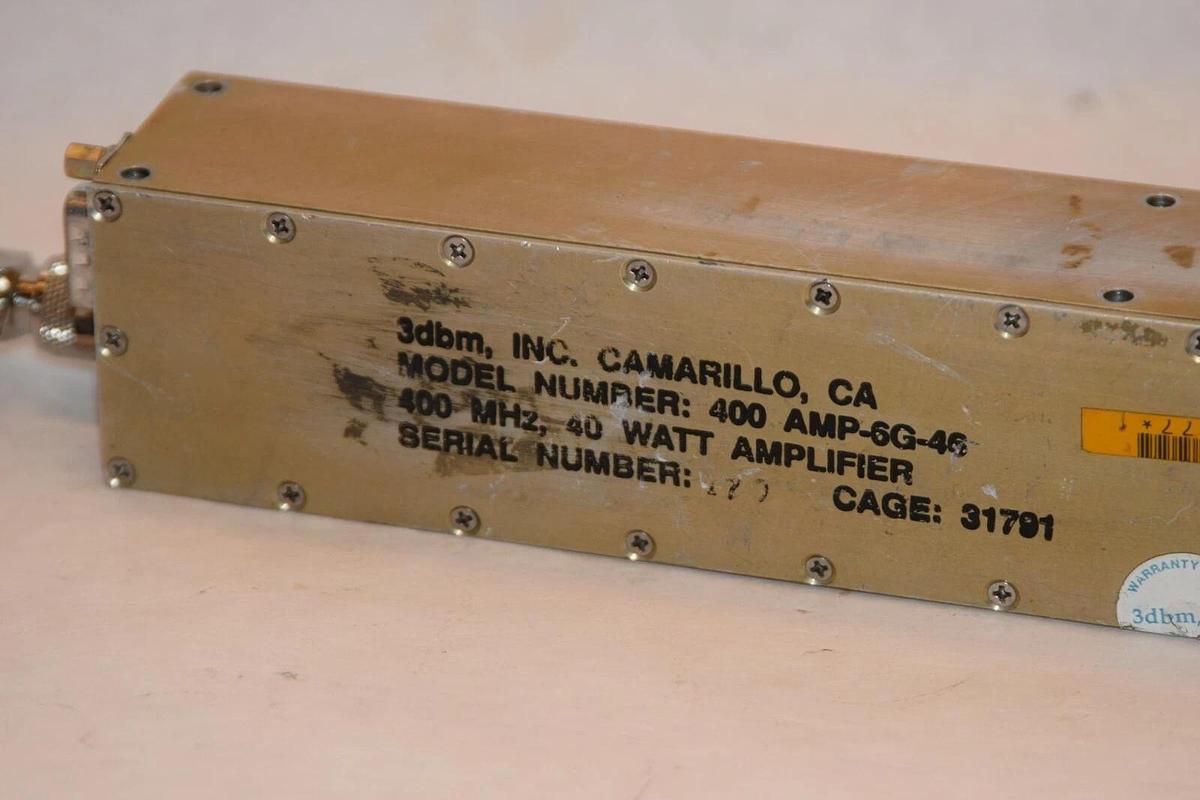 3dbm, INC. CAMARILLO, CA
MODEL NUMBER: 400 AMP-6G-46
400 MHz, 40 WATT AMPLIFIER
SERIAL NUMBER: CAGE: 31791
WARRANTY
3dbm,